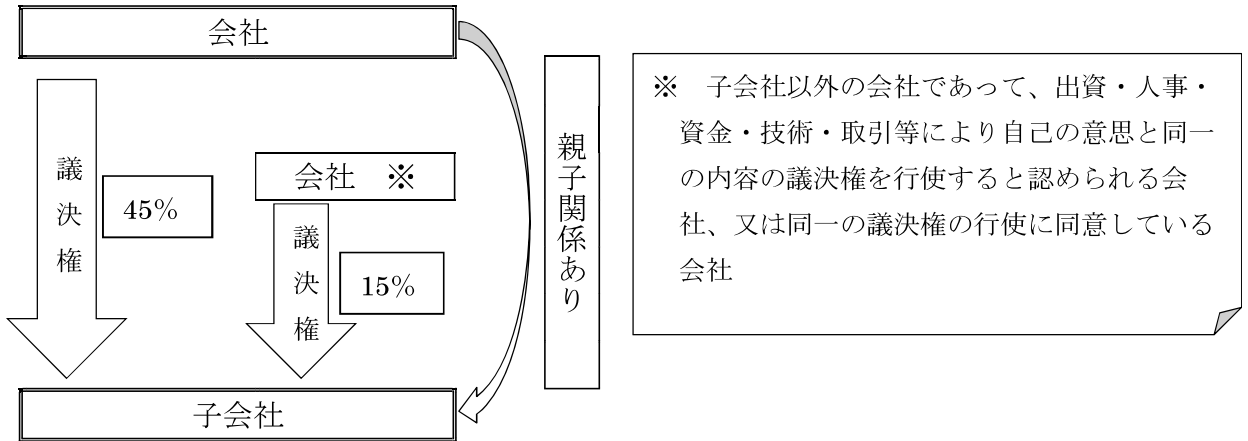 会社
議決権
45%
会社　※
議決権
15%
子会社
親子関係あり
※　子会社以外の会社であって、出資・人事・
資金・技術・取引等により自己の意思と同一
の内容の議決権を行使すると認められる会
社、又は同一の議決権の行使に同意している
会社